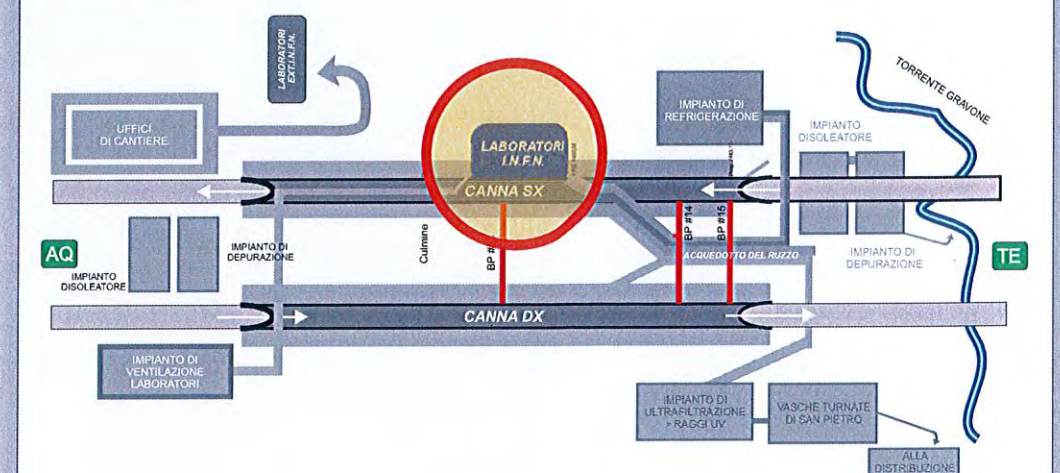 LABORATORI
EXT.I.N.F.N.
UFFICI
DI CANTIERE
LABORATORI
I.N.F.N.
IMPIANTO DI
REFRIGERAZIONE
IMPIANTO
DISOLEATORE
TORRENTE GRAVONE
CANNA SX
AQ
IMPIANTO
DISOLEATORE
IMPIANTO DI
DEPURAZIONE
Culmine
BP #
BP #14
BP #15
ACQUEDOTTO DEL RUZZO
IMPIANTO DI
DEPURAZIONE
TE
CANNA DX
IMPIANTO DI
VENTILAZIONE
LABORATORI
IMPIANTO DI
ULTRAFILTRAZIONE
+ RAGGI UV
VASCHE TURNATE
DI SAN PIETRO
ALLA
DISTRIBUZIONE